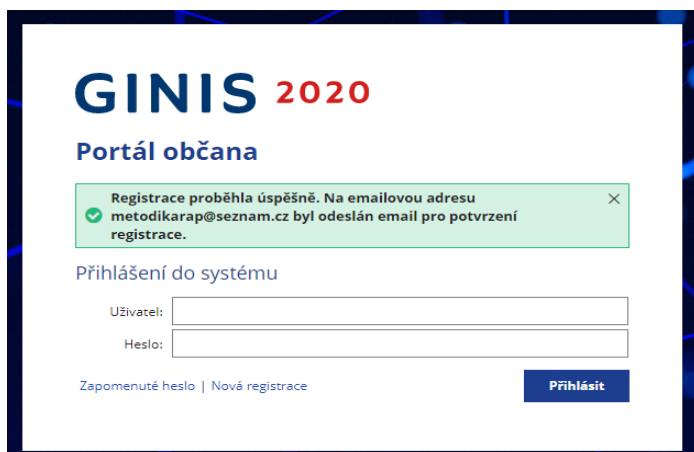 GINIS 2020
Portál občana
Registrace proběhla úspěšně. Na emailovou adresu
metodikarap@seznam.cz byl odeslán email pro potvrzení
registrace.
Přihlášení do systému
Uživatel:
Heslo:
Zapomenuté heslo | Nová registrace
Přihlásit